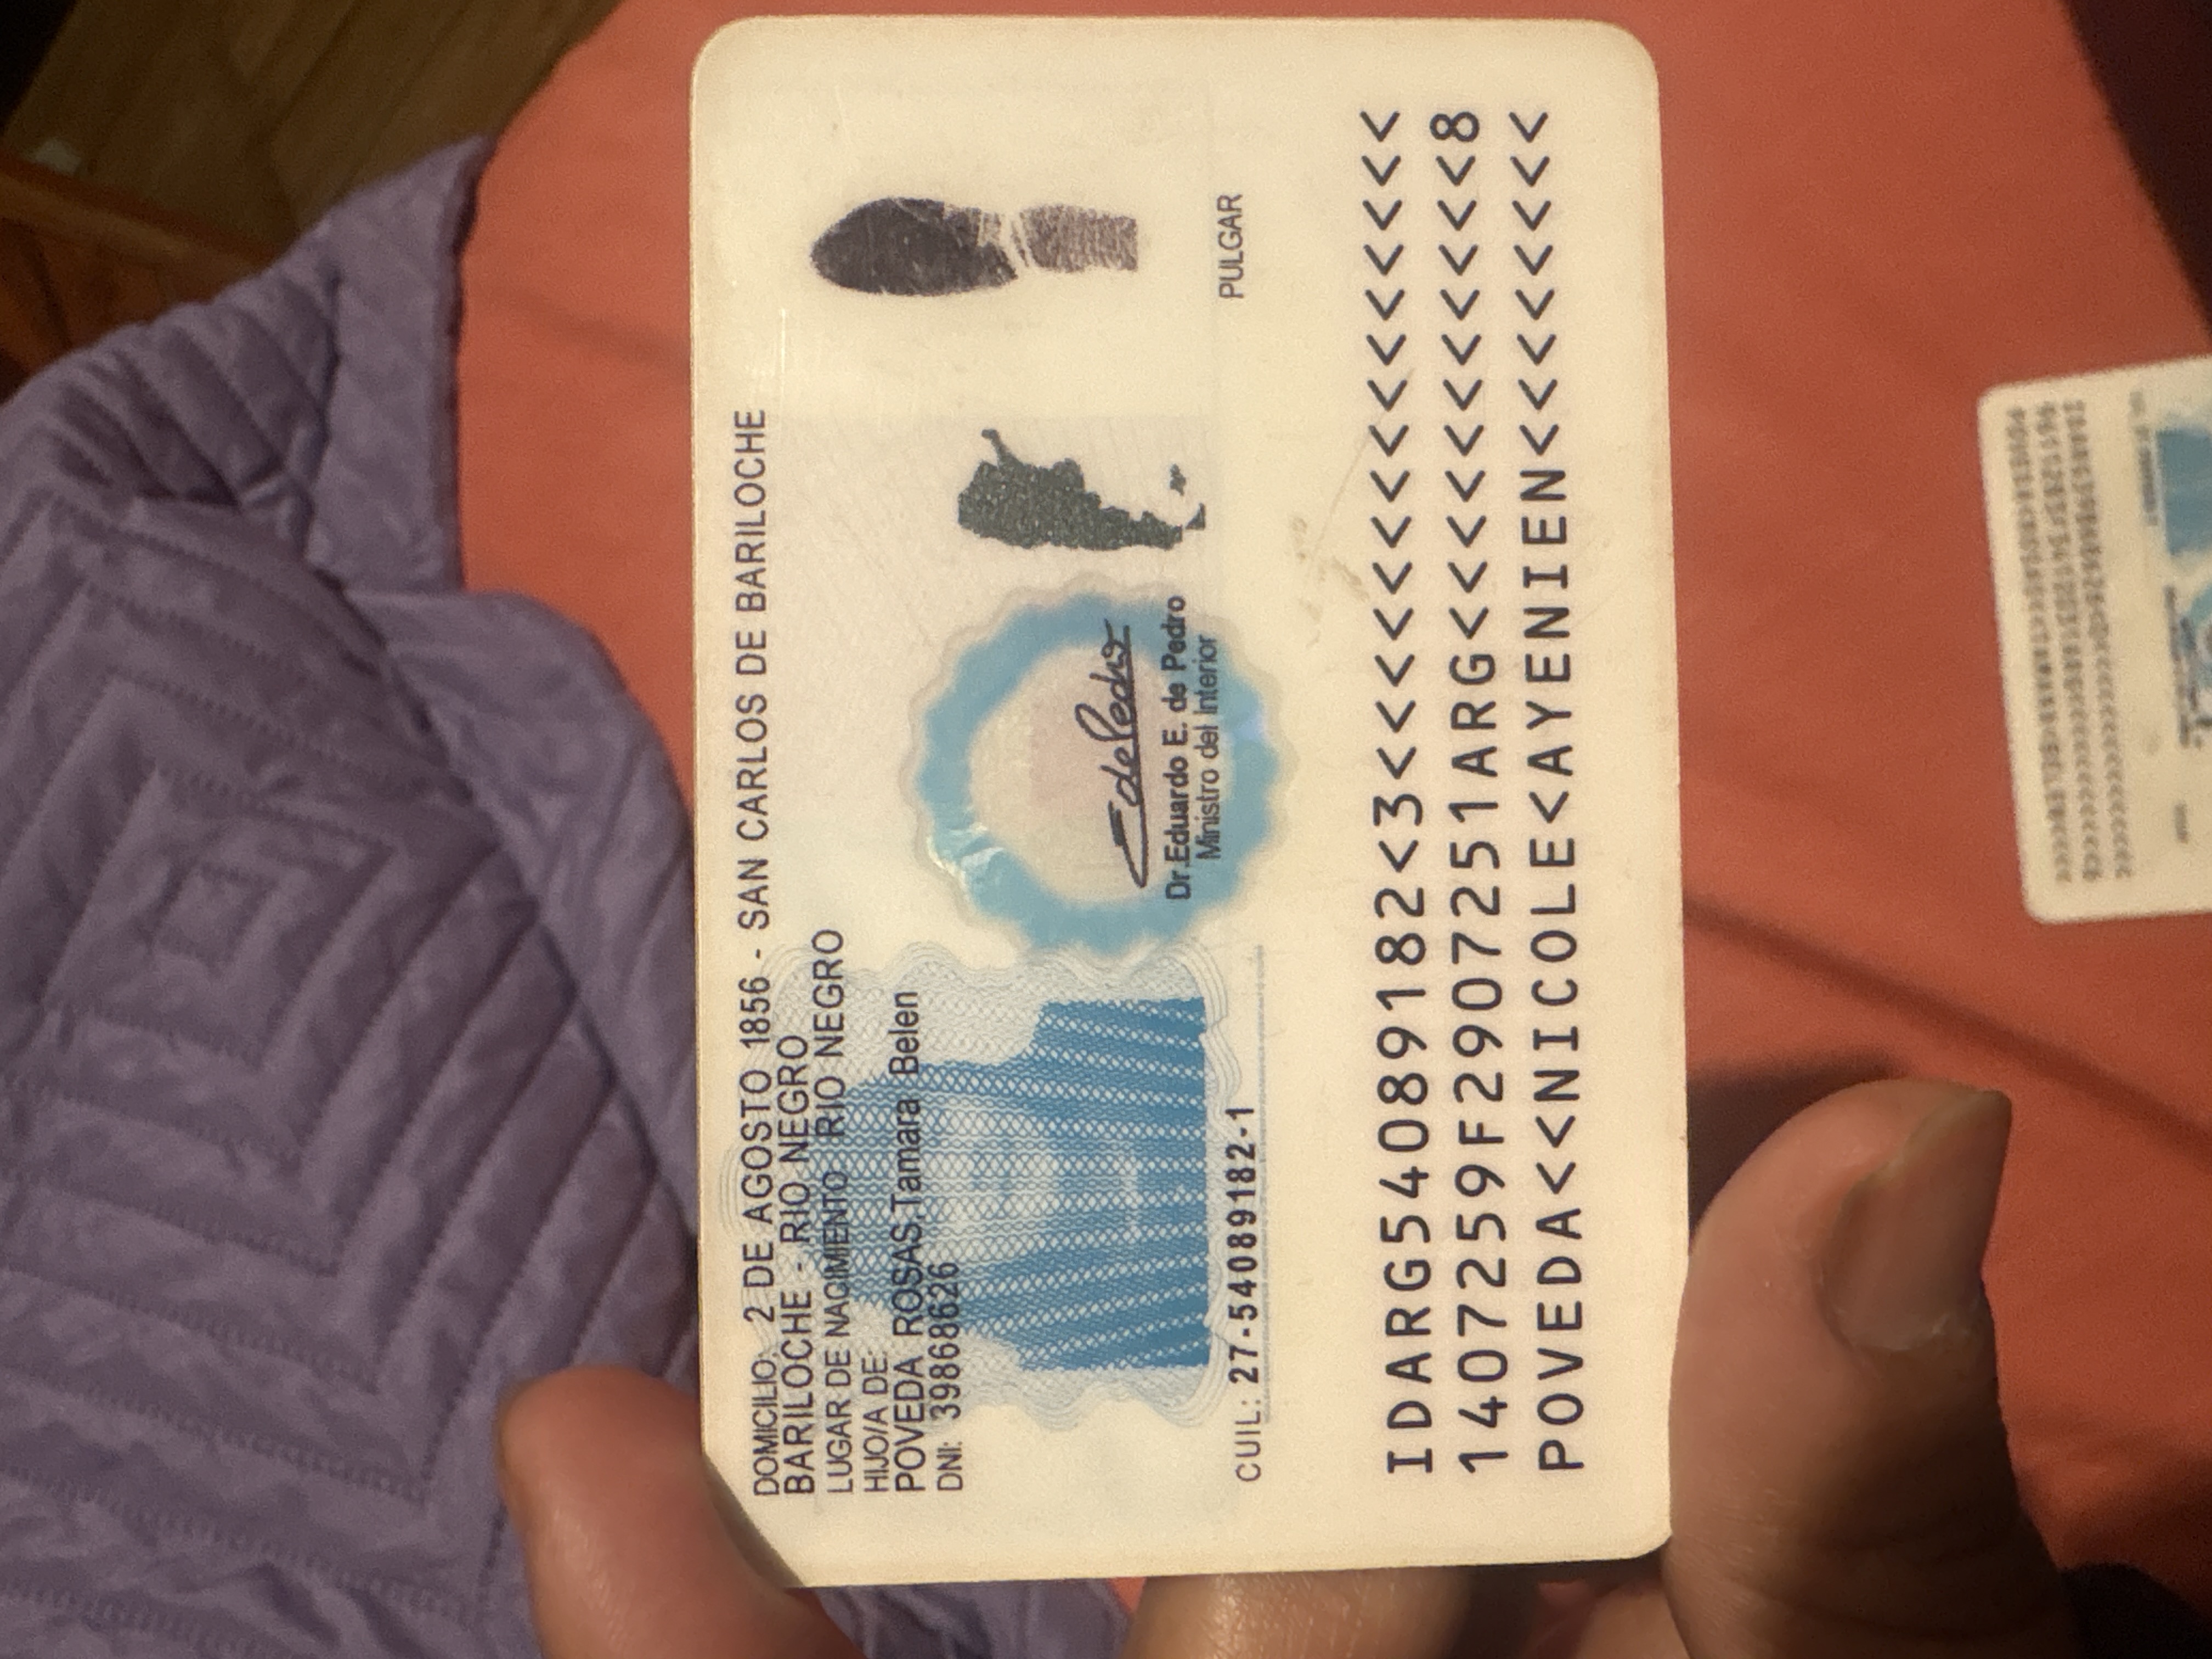 DOMICILIO: 2 DE AGOSTO 1856 - SAN CARLOS DE BARILOCHE
BARILOCHE - RIO NEGRO
LUGAR DE NACIMIENTO RIO NEGRO
HIJO/A DE:
POVEDA ROSAS,Tamara Belen
DNI: 39868626
EdePedro
Dr.Eduardo E. de Pedro
Ministro del Interior
CUIL: 27-54089182-1
PULGAR
IDARG54089182<3<<<<<<<<<<<<<<<
1407259F2907251ARG<<<<<<<<<<<8
POVEDA<<NICOLE<AYENIEN<<<<<<<<